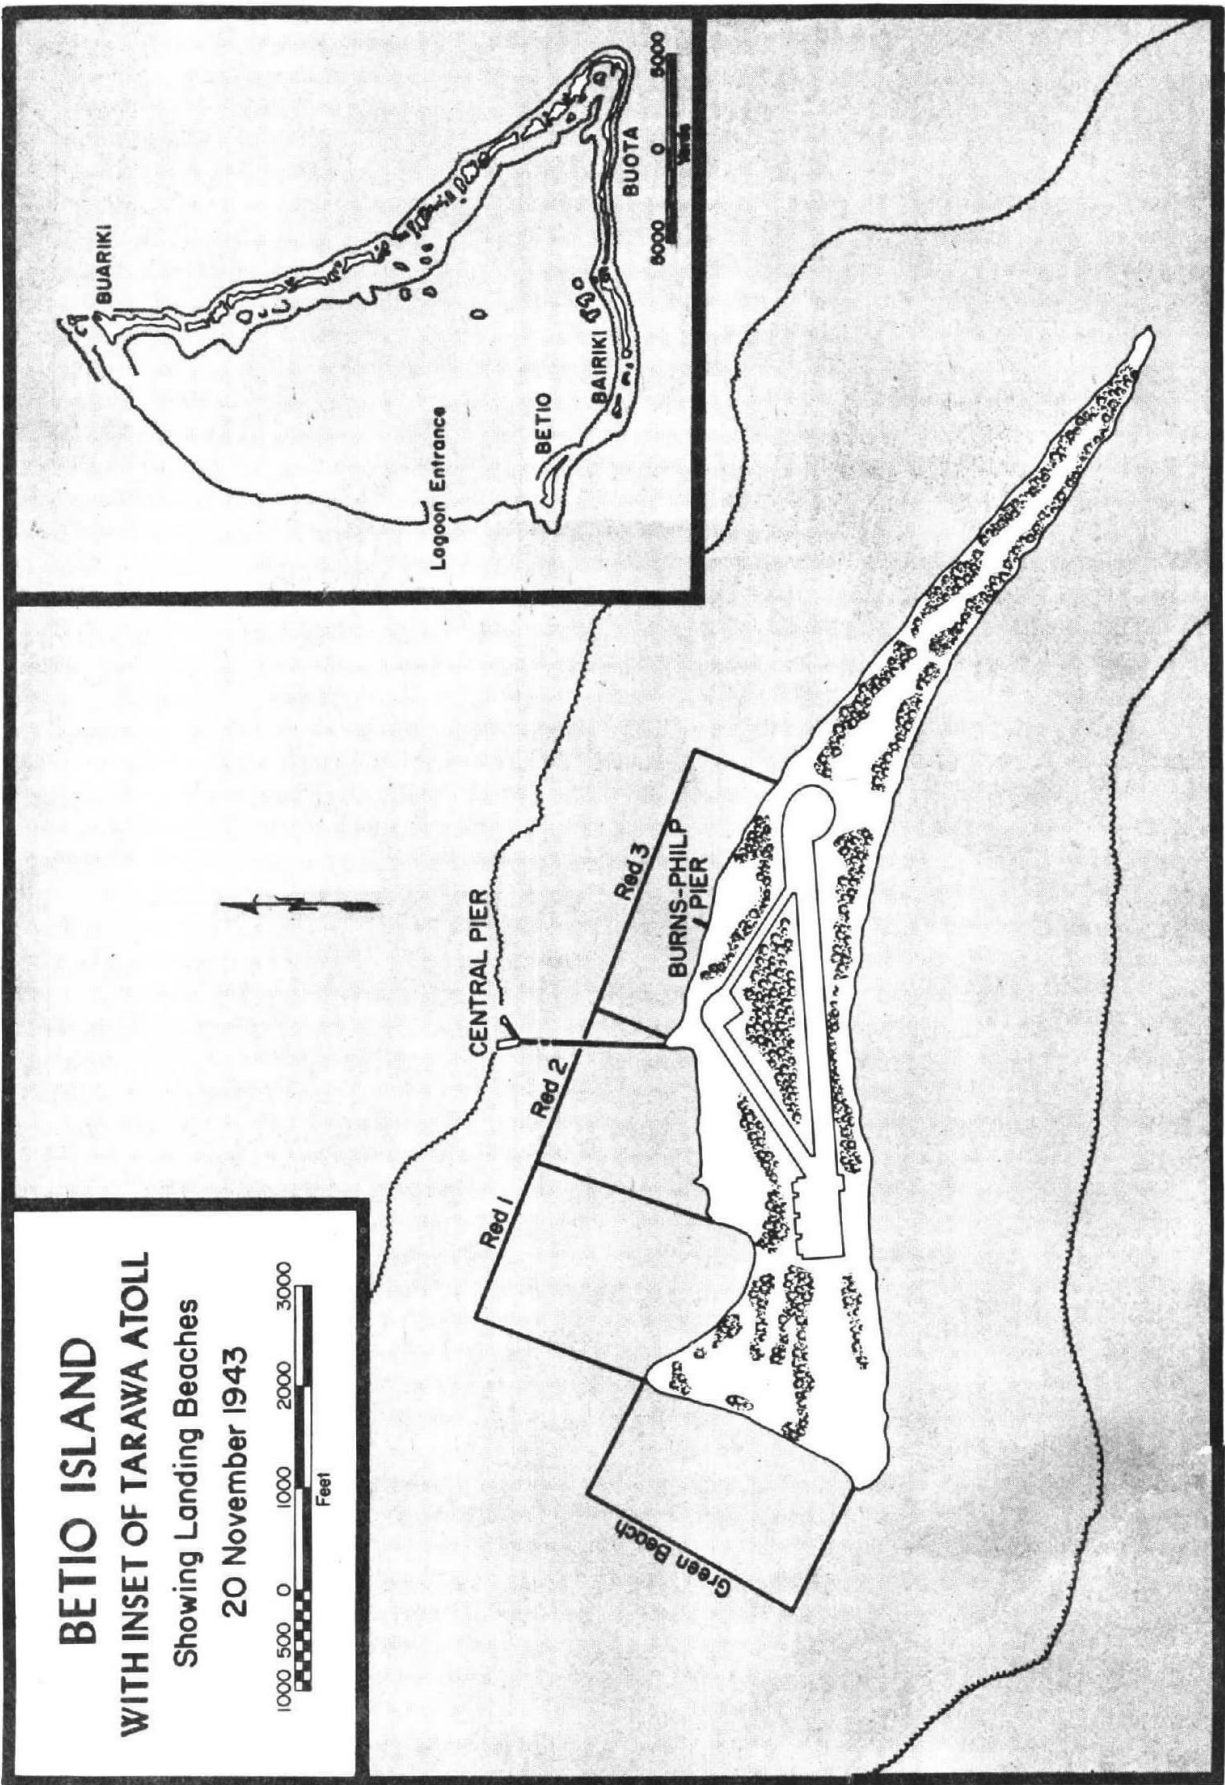 BETIO ISLAND
WITH INSET OF TARAWA ATOLL
Showing Landing Beaches
20 November 1943
1000 500 0 1000 2000 3000
Feet
BUARIKI
Lagoon Entrance
BETIO
BAIRIKI
BUOTA
5000 0 5000
Yards
CENTRAL PIER
BURNS-PHILP
PIER
Red 1
Red 2
Red 3
Green Beach
N